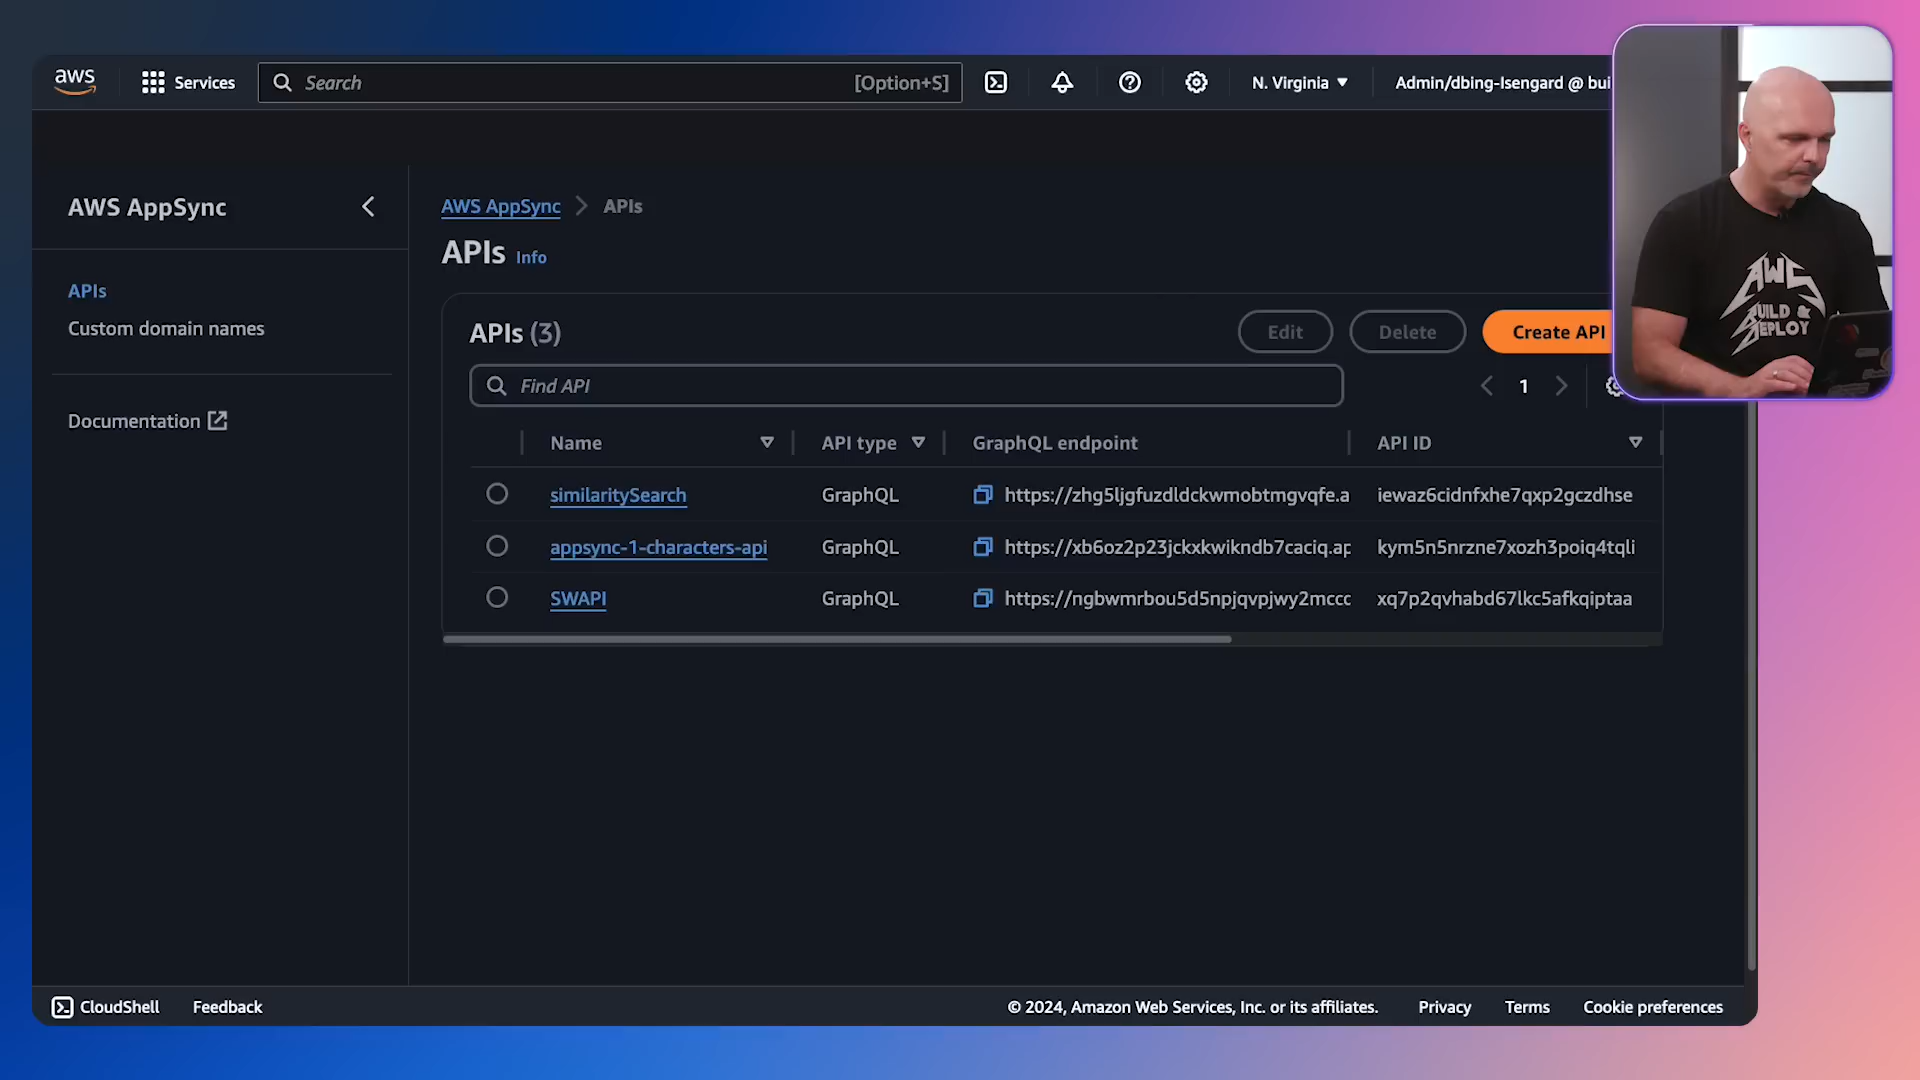 aws
Services
Search
[Option+S]
N. Virginia
Admin/dbing-Isengard @ bui
AWS AppSync
APIs
Custom domain names
Documentation
AWS AppSync
APIs
APIs
Info
APIs (3)
Edit
Delete
Create API
Find API
1
Name
API type
GraphQL endpoint
API ID
similaritySearch
GraphQL
https://zhg5ljgfuzdldckwmobtmgvqfe.a
iewaz6cidnfxhe7qxp2gczdhse
appsync-1-characters-api
GraphQL
https://xb6oz2p23jckxkwikndb7caciq.ap
kym5n5nrzne7xozh3poiq4tqli
SWAPI
GraphQL
https://ngbwmrbou5d5npjqvpjwy2mccc
xq7p2qvhabd67lkc5afkqiptaa
AWS
BUILD &
DEPLOY
CloudShell
Feedback
© 2024, Amazon Web Services, Inc. or its affiliates.
Privacy
Terms
Cookie preferences